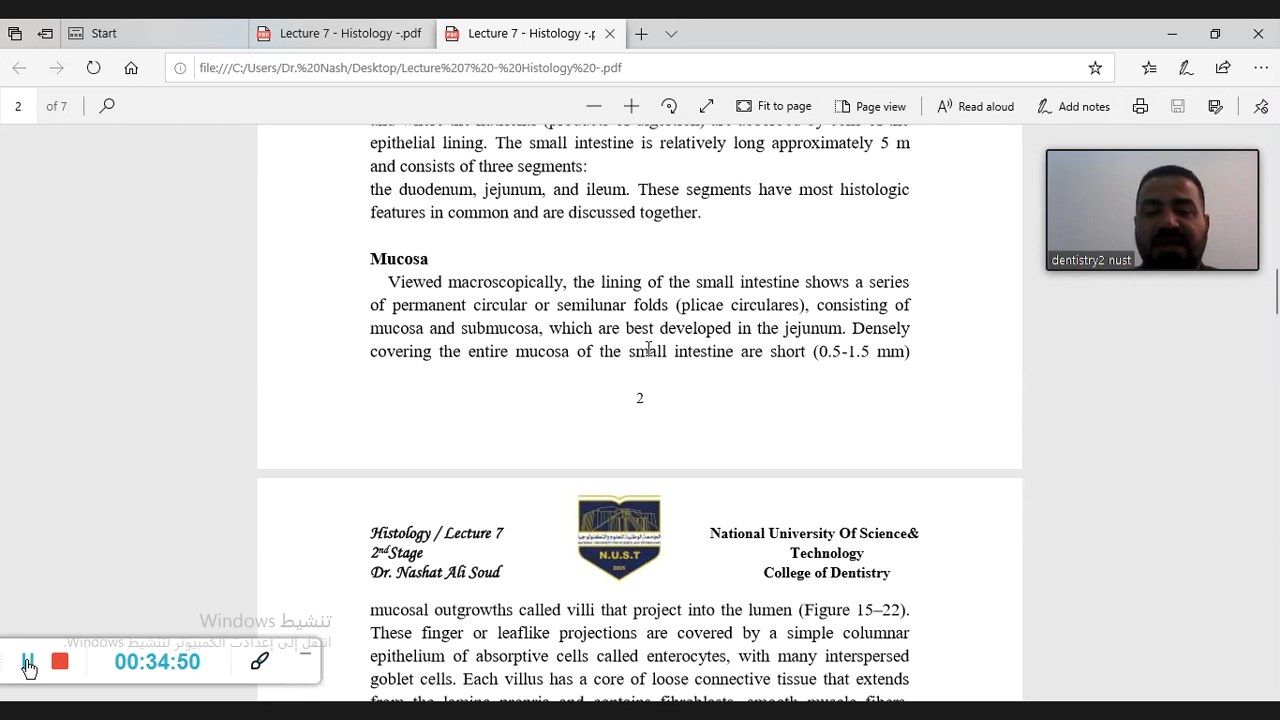 Start
Lecture 7 - Histology -.pdf
Lecture 7 - Histology -.p
file:///C:/Users/Dr.%20Nash/Desktop/Lecture%207%20-%20Histology%20-.pdf
2 of 7
Fit to page
Page view
Read aloud
Add notes
epithelial lining. The small intestine is relatively long approximately 5 m
and consists of three segments:
the duodenum, jejunum, and ileum. These segments have most histologic
features in common and are discussed together.
Mucosa
Viewed macroscopically, the lining of the small intestine shows a series
of permanent circular or semilunar folds (plicae circulares), consisting of
mucosa and submucosa, which are best developed in the jejunum. Densely
covering the entire mucosa of the small intestine are short (0.5-1.5 mm)
2
dentistry2 nust
Histology / Lecture 7
2nd Stage
Dr. Nashat Ali Soud
N.U.S.T
National University Of Science&
Technology
College of Dentistry
mucosal outgrowths called villi that project into the lumen (Figure 15–22).
These finger or leaflike projections are covered by a simple columnar
epithelium of absorptive cells called enterocytes, with many interspersed
goblet cells. Each villus has a core of loose connective tissue that extends
تنشيط Windows
انتقل إلى إعدادت الكمبيوتر لتنشيط Windows.
00:34:50